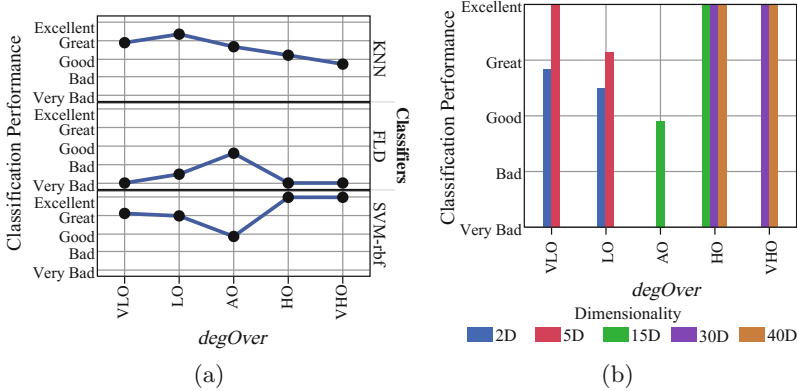 Classification Performance
Excellent
Great
Good
Bad
Very Bad
Excellent
Great
Good
Bad
Very Bad
Excellent
Great
Good
Bad
Very Bad
KNN
FLD
SVM-rbf
Classifiers
VLO
LO
AO
HO
VHO
degOver
(a)
Classification Performance
Excellent
Great
Good
Bad
Very Bad
VLO
LO
AO
HO
VHO
degOver
Dimensionality
2D 5D 15D 30D 40D
(b)